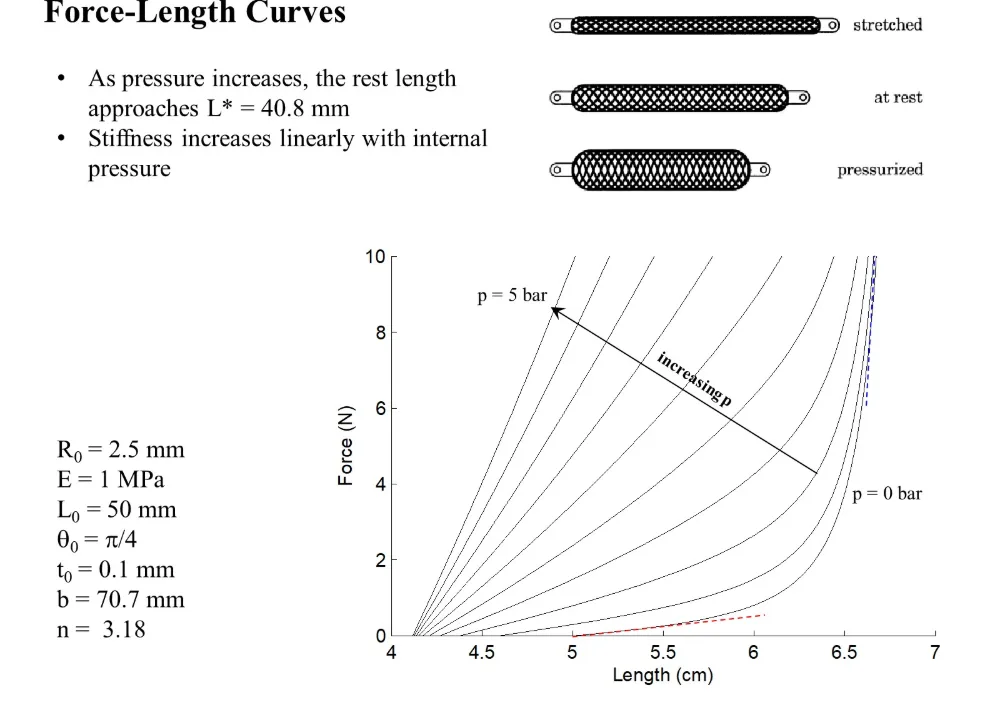 Force-Length Curves
• As pressure increases, the rest length
approaches L* = 40.8 mm
• Stiffness increases linearly with internal
pressure
stretched
at rest
pressurized
R₀ = 2.5 mm
E = 1 MPa
L₀ = 50 mm
θ₀ = π/4
t₀ = 0.1 mm
b = 70.7 mm
n = 3.18
10
8
6
4
2
0
Force (N)
p = 5 bar
increasing p
p = 0 bar
4 4.5 5 5.5 6 6.5 7
Length (cm)